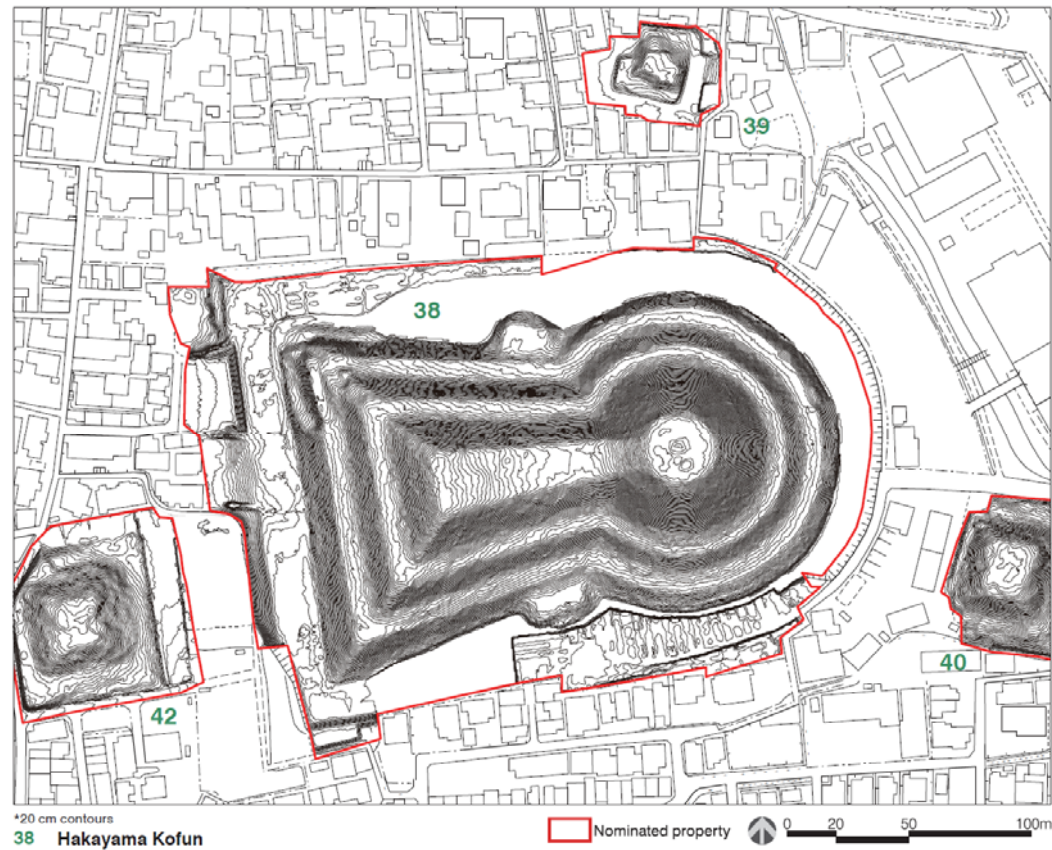 39
38
40
42
*20 cm contours
38 Hakayama Kofun
Nominated property
0 20 50 100m